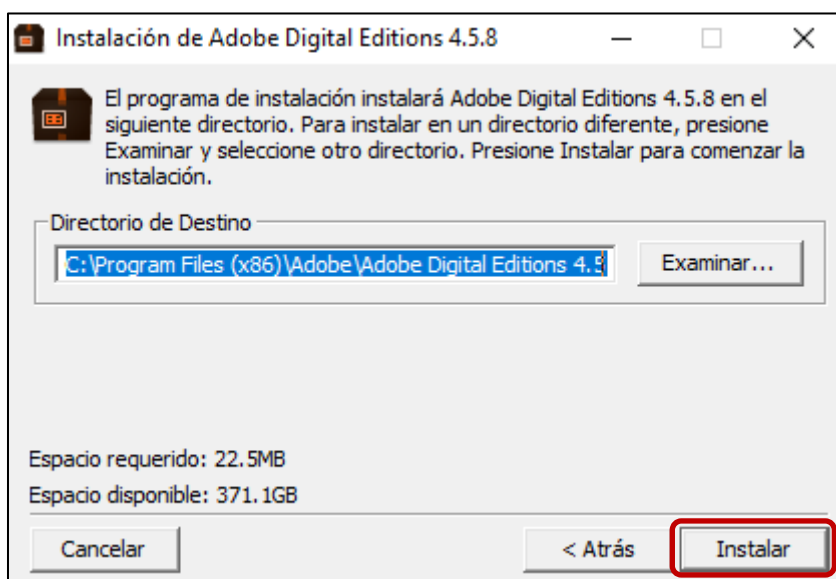 Instalación de Adobe Digital Editions 4.5.8
El programa de instalación instalará Adobe Digital Editions 4.5.8 en el
siguiente directorio. Para instalar en un directorio diferente, presione
Examinar y seleccione otro directorio. Presione Instalar para comenzar la
instalación.
Directorio de Destino
C:\Program Files (x86)\Adobe\Adobe Digital Editions 4.5
Examinar...
Espacio requerido: 22.5MB
Espacio disponible: 371.1GB
Cancelar
< Atrás
Instalar